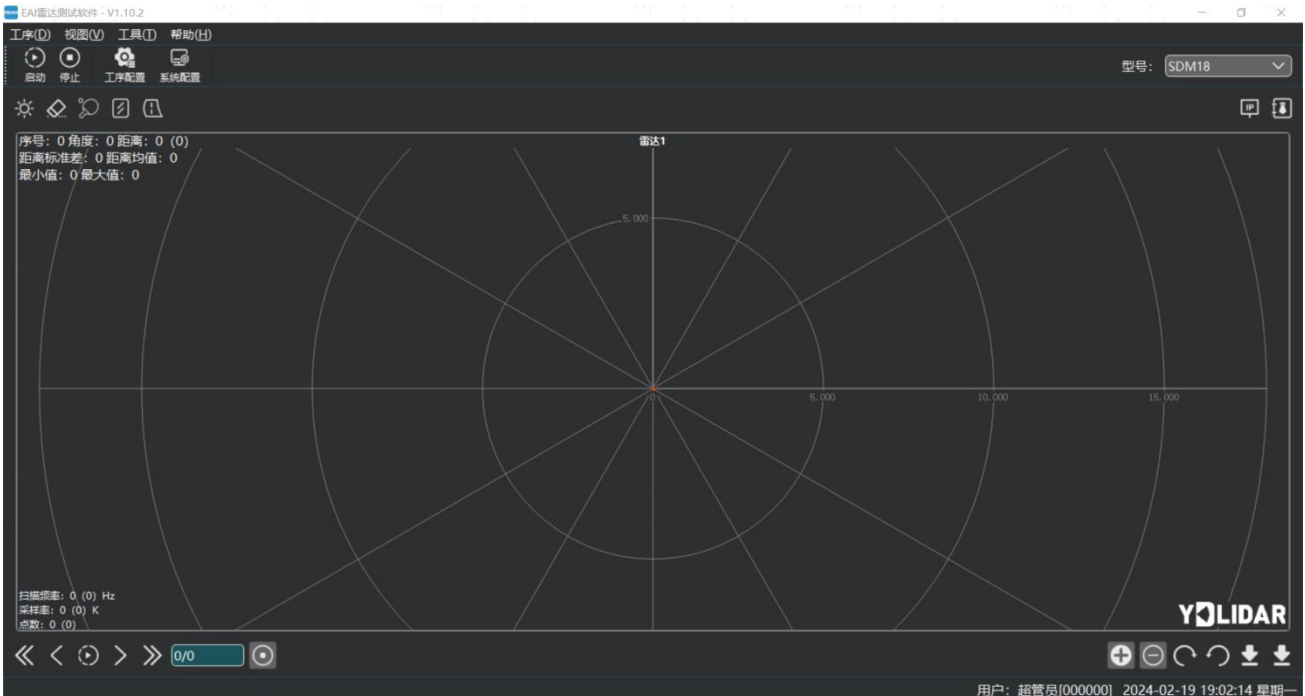 EAI雷达测试软件 - V1.10.2
工序(D) 视图(V) 工具(T) 帮助(H)
启动 停止 工序配置 系统配置
型号: SDM18
IP
序号: 0 角度: 0 距离: 0 (0)
距离标准差: 0 距离均值: 0
最小值: 0 最大值: 0
雷达1
5,000
0 5,000 10,000 15,000
扫描频率: 0 (0) Hz
采样率: 0 (0) K
点数: 0 (0)
YDLIDAR
0/0
用户: 超管员[000000] 2024-02-19 19:02:14 星期一